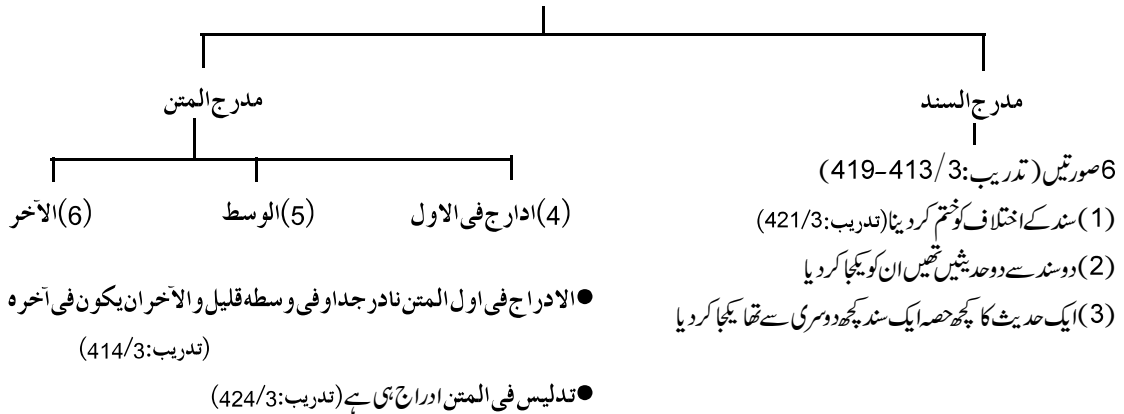 مدرج السند
6 صورتیں (تدریب:3/ 413-419)
(1) سند کے اختلاف کو ختم کر دینا (تدریب:3/421)
(2) دو سند سے دو حدیثیں تھیں ان کو یکجا کر دیا
(3) ایک حدیث کا کچھ حصہ ایک سند کچھ دوسری سے تھا یکجا کر دیا
مدرج المتن
(4) ادارج فی الاول (5) الوسط (6) الآخر
●الادراج فی اول المتن نادر جدا و فی وسطه قلیل و الآخر ان یکون فی آخرہ
(تدریب:3/414)
●تدلیس فی المتن ادراج ہی ہے (تدریب:3/424)